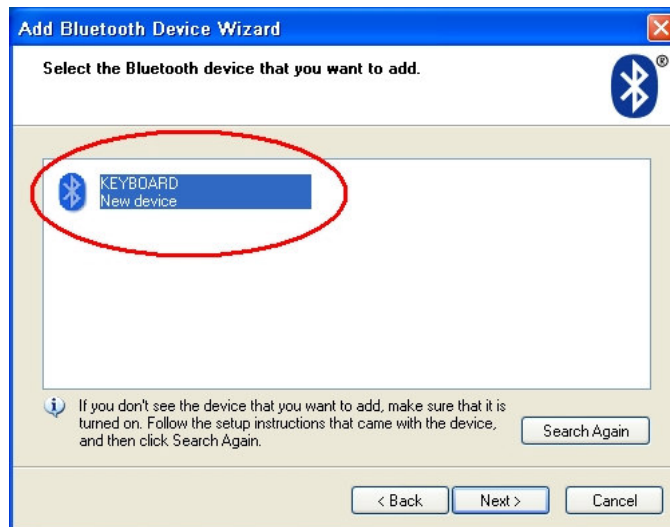 Add Bluetooth Device Wizard
Select the Bluetooth device that you want to add.
®
KEYBOARD
New device
If you don't see the device that you want to add, make sure that it is
turned on. Follow the setup instructions that came with the device,
and then click Search Again.
Search Again
< Back
Next >
Cancel